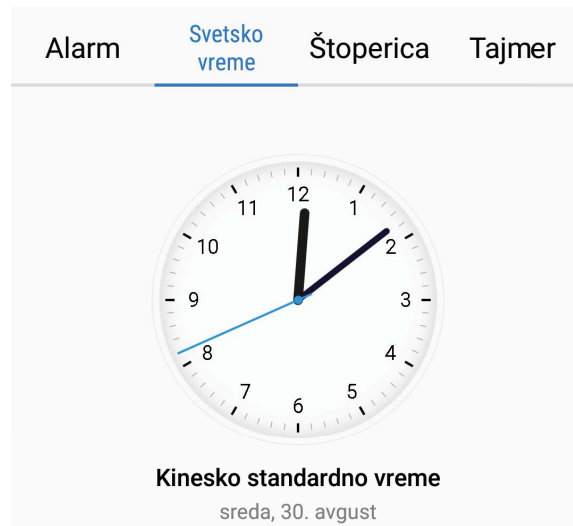 Alarm
Svetsko
vreme
Štoperica
Tajmer
12
1
2
3
4
5
6
7
8
9
10
11
Kinesko standardno vreme
sreda, 30. avgust